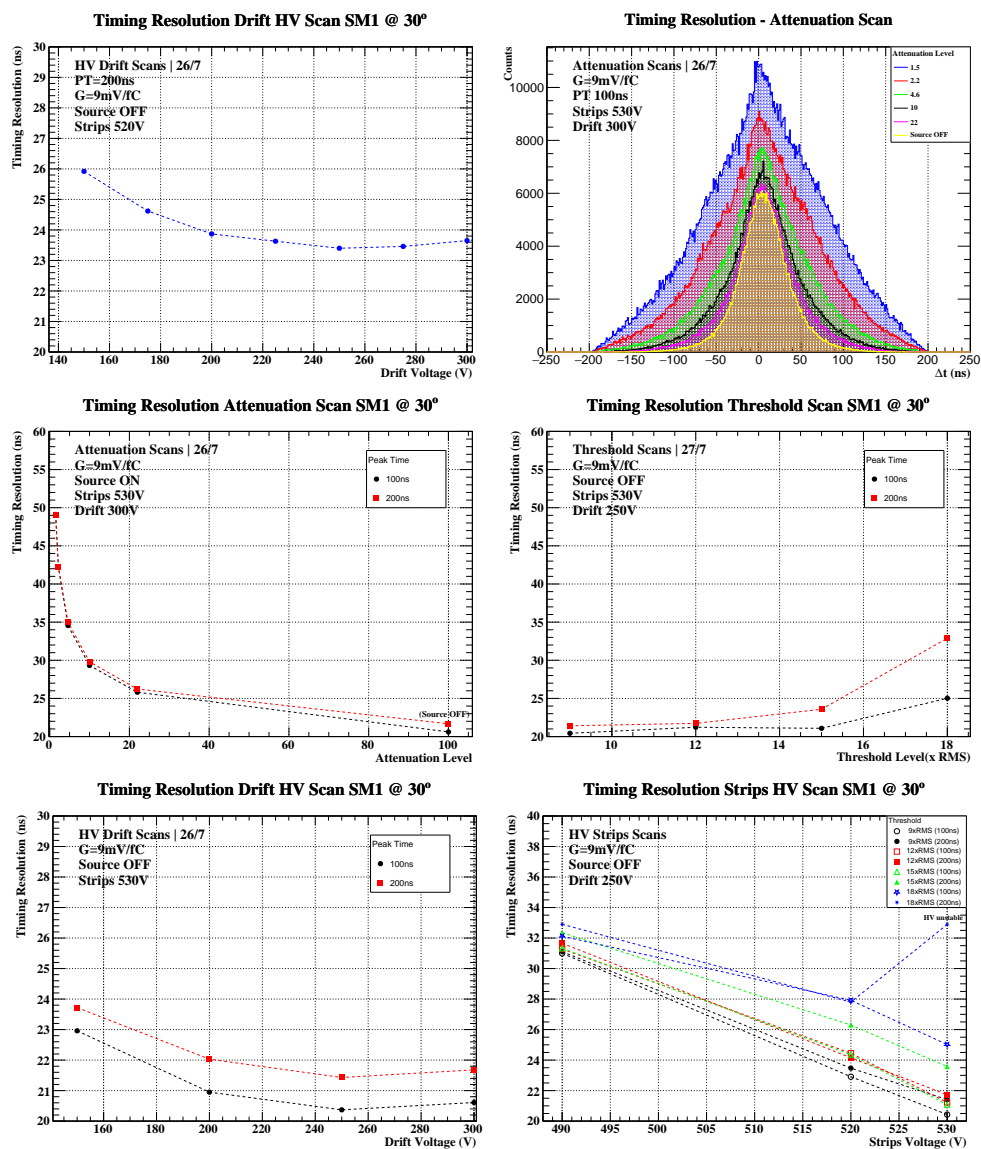 Timing Resolution Drift HV Scan SM1 @ 30°
Timing Resolution (ns)
30
29
28
27
26
25
24
23
22
21
20
HV Drift Scans | 26/7
PT=200ns
G=9mV/fC
Source OFF
Strips 520V
140 160 180 200 220 240 260 280 300
Drift Voltage (V)
Timing Resolution - Attenuation Scan
Counts
10000
8000
6000
4000
2000
0
Attenuation Scans | 26/7
G=9mV/fC
PT 100ns
Strips 530V
Drift 300V
Attenuation Level
1.5
2.2
4.6
10
22
Source OFF
−250 −200 −150 −100 −50 0 50 100 150 200 250
Δt (ns)
Timing Resolution Attenuation Scan SM1 @ 30°
Timing Resolution (ns)
60
55
50
45
40
35
30
25
20
Attenuation Scans | 26/7
G=9mV/fC
Source ON
Strips 530V
Drift 300V
Peak Time
100ns
200ns
(Source OFF)
0 20 40 60 80 100
Attenuation Level
Timing Resolution Threshold Scan SM1 @ 30°
Timing Resolution (ns)
60
55
50
45
40
35
30
25
20
Threshold Scans | 27/7
G=9mV/fC
Source OFF
Strips 530V
Drift 250V
Peak Time
100ns
200ns
10 12 14 16 18
Threshold Level(x RMS)
Timing Resolution Drift HV Scan SM1 @ 30°
Timing Resolution (ns)
30
29
28
27
26
25
24
23
22
21
20
HV Drift Scans | 26/7
G=9mV/fC
Source OFF
Strips 530V
Peak Time
100ns
200ns
160 180 200 220 240 260 280 300
Drift Voltage (V)
Timing Resolution Strips HV Scan SM1 @ 30°
Timing Resolution (ns)
40
38
36
34
32
30
28
26
24
22
20
HV Strips Scans
G=9mV/fC
Source OFF
Drift 250V
Threshold
9xRMS (100ns)
9xRMS (200ns)
12xRMS (100ns)
12xRMS (200ns)
15xRMS (100ns)
15xRMS (200ns)
18xRMS (100ns)
18xRMS (200ns)
HV unstable
490 495 500 505 510 515 520 525 530
Strips Voltage (V)